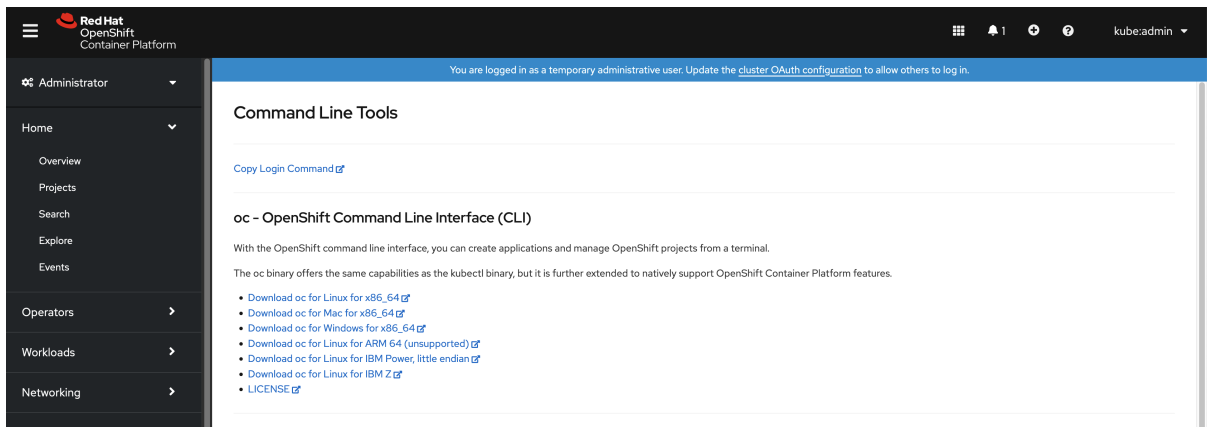 Red Hat
OpenShift
Container Platform
1
kube:admin
Administrator
You are logged in as a temporary administrative user. Update the cluster OAuth configuration to allow others to log in.
Home
Overview
Projects
Search
Explore
Events
Operators
Workloads
Networking
Command Line Tools
Copy Login Command
oc - OpenShift Command Line Interface (CLI)
With the OpenShift command line interface, you can create applications and manage OpenShift projects from a terminal.
The oc binary offers the same capabilities as the kubectl binary, but it is further extended to natively support OpenShift Container Platform features.
Download oc for Linux for x86_64
Download oc for Mac for x86_64
Download oc for Windows for x86_64
Download oc for Linux for ARM 64 (unsupported)
Download oc for Linux for IBM Power, little endian
Download oc for Linux for IBM Z
LICENSE